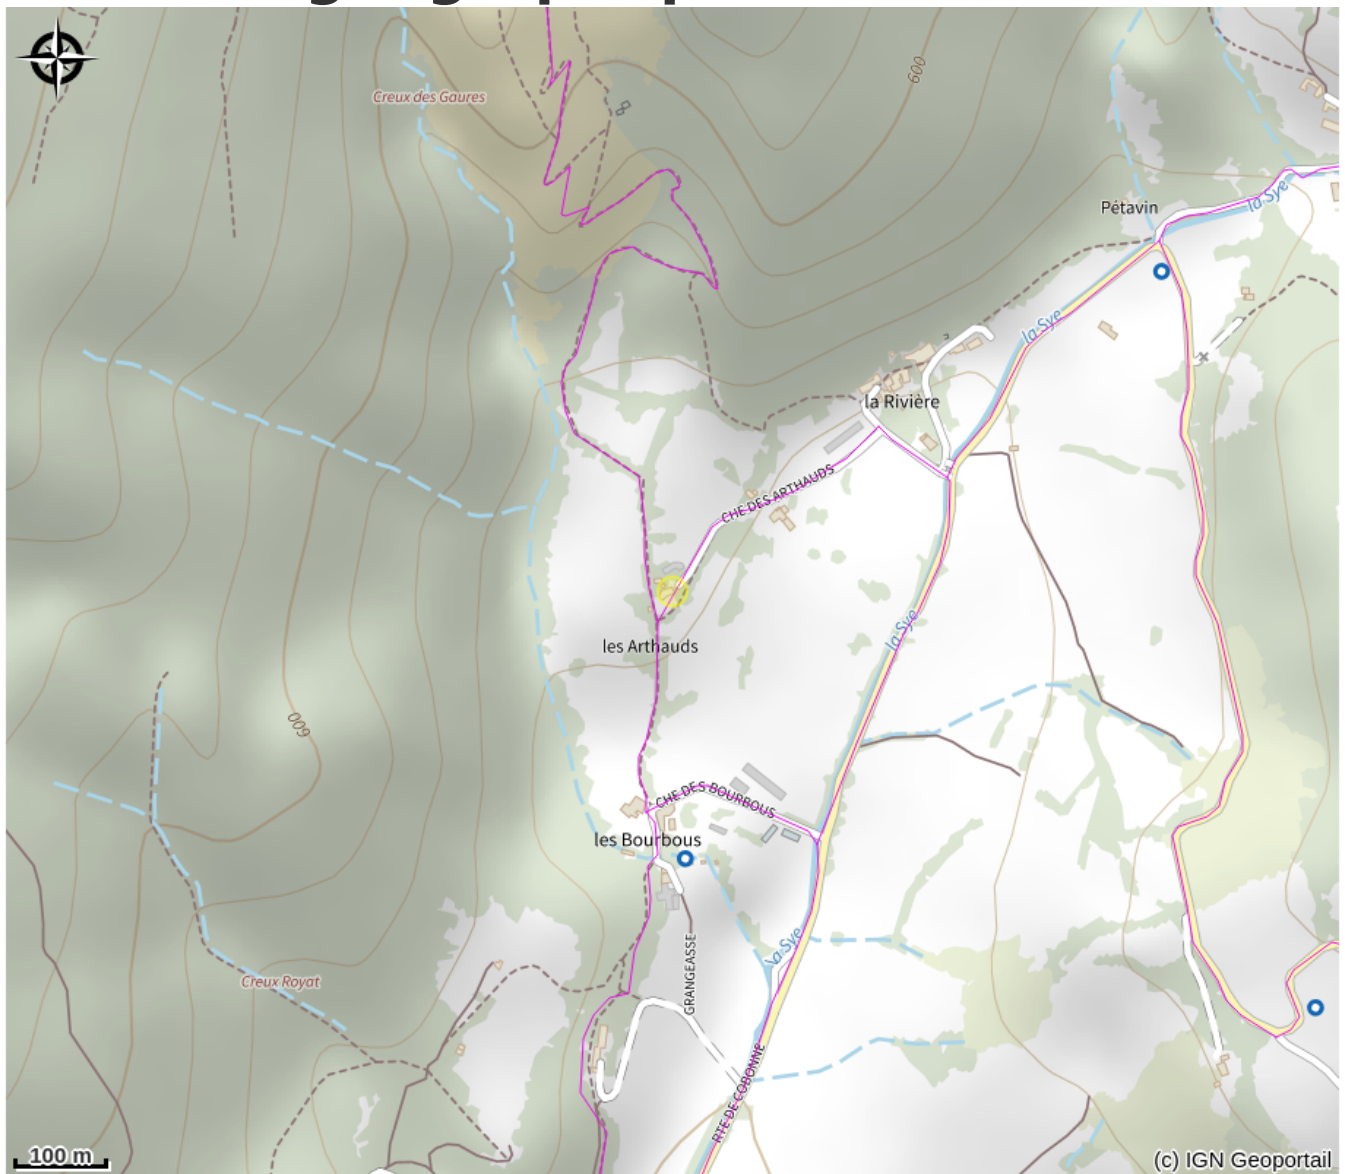 Creux des Gaures
600
Pétavin
la Sye
la Sye
la Rivière
CHE DES ARTHAUDS
la Sye
les Arthauds
600
CHE DES BOURBOUS
les Bourbous
la Sye
GRANGEASSE
Creux Royat
RTE DE COBONNE
100 m
(c) IGN Geoportail